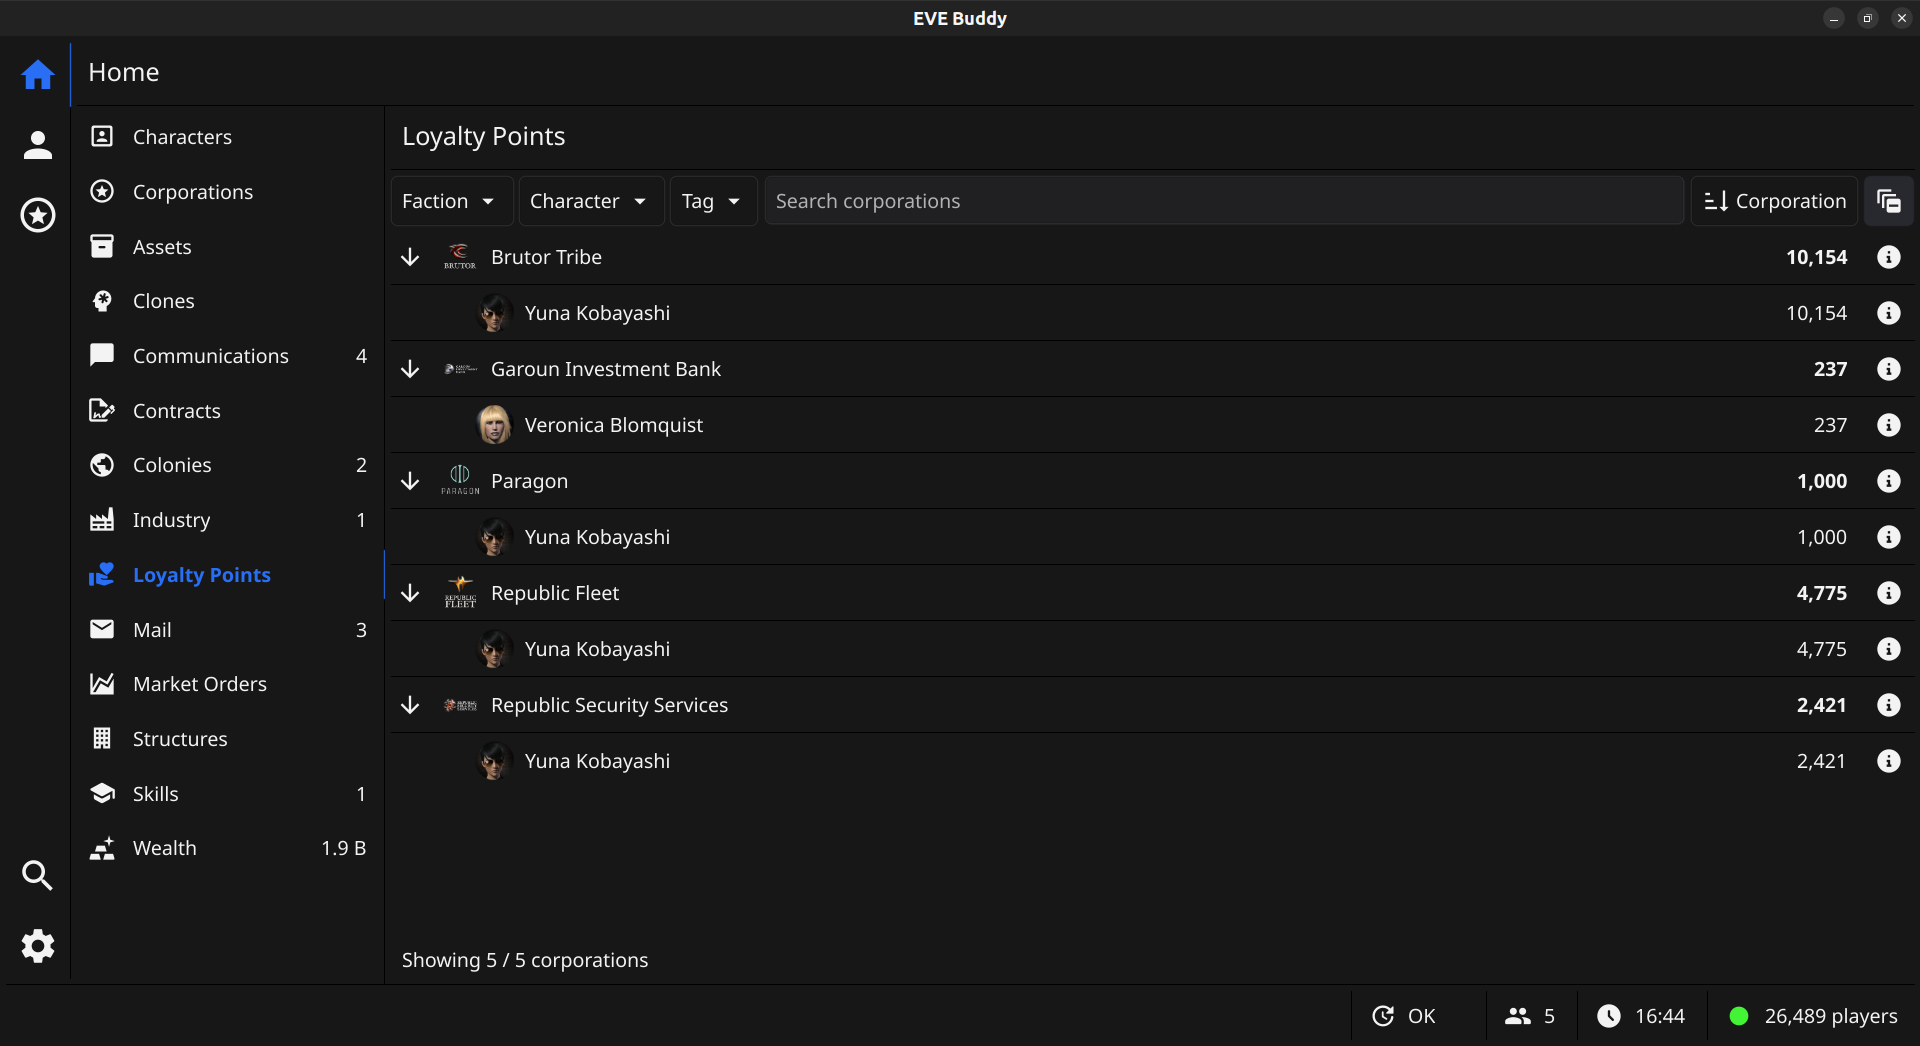 EVE Buddy
Home
Characters
Corporations
Assets
Clones
Communications 4
Contracts
Colonies 2
Industry 1
Loyalty Points
Mail 3
Market Orders
Structures
Skills 1
Wealth 1.9 B
Loyalty Points
Faction Character Tag Search corporations Corporation
BRUTOR Brutor Tribe 10,154
Yuna Kobayashi 10,154
Garoun Investment Bank 237
Veronica Blomquist 237
PARAGON Paragon 1,000
Yuna Kobayashi 1,000
REPUBLIC FLEET Republic Fleet 4,775
Yuna Kobayashi 4,775
Republic Security Services 2,421
Yuna Kobayashi 2,421
Showing 5 / 5 corporations
OK 5 16:44 26,489 players